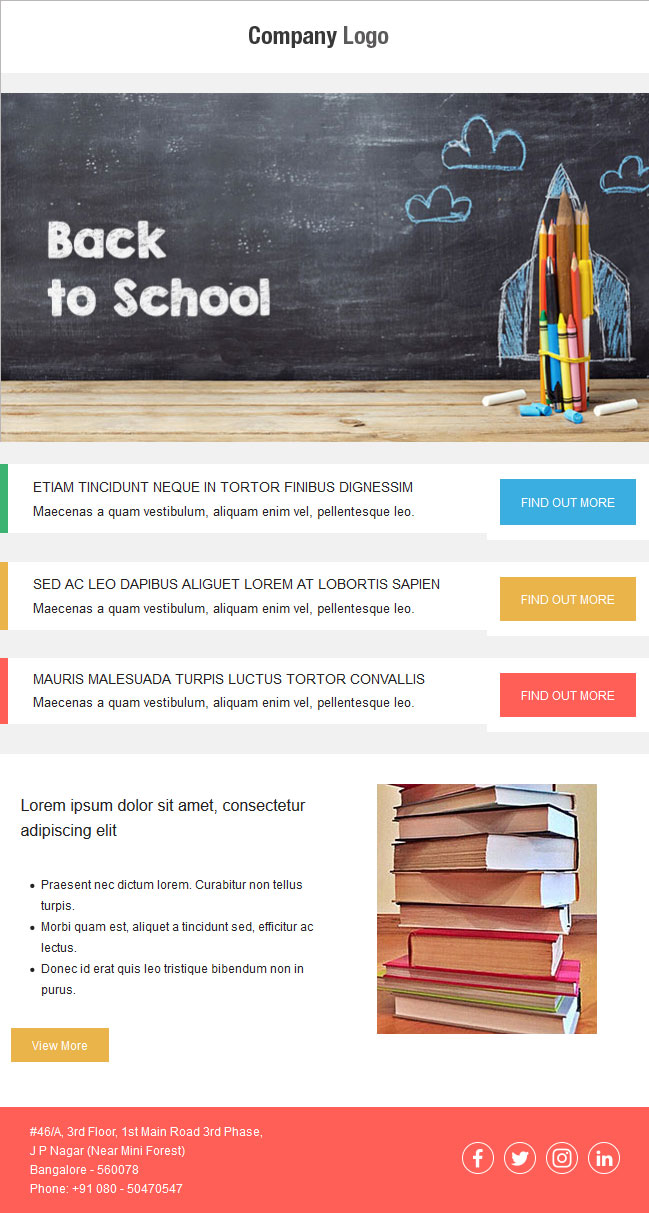 Company Logo
Back
to School
ETIAM TINCIDUNT NEQUE IN TORTOR FINIBUS DIGNESSIM
Maecenas a quam vestibulum, aliquam enim vel, pellentesque leo.
FIND OUT MORE
SED AC LEO DAPIBUS ALIGUET LOREM AT LOBORTIS SAPIEN
Maecenas a quam vestibulum, aliquam enim vel, pellentesque leo.
FIND OUT MORE
MAURIS MALESUADA TURPIS LUCTUS TORTOR CONVALLIS
Maecenas a quam vestibulum, aliquam enim vel, pellentesque leo.
FIND OUT MORE
Lorem ipsum dolor sit amet, consectetur
adipiscing elit
Praesent nec dictum lorem. Curabitur non tellus
turpis.
Morbi quam est, aliquet a tincidunt sed, efficitur ac
lectus.
Donec id erat quis leo tristique bibendum non in
purus.
View More
#46/A, 3rd Floor, 1st Main Road 3rd Phase,
J P Nagar (Near Mini Forest)
Bangalore - 560078
Phone: +91 080 - 50470547